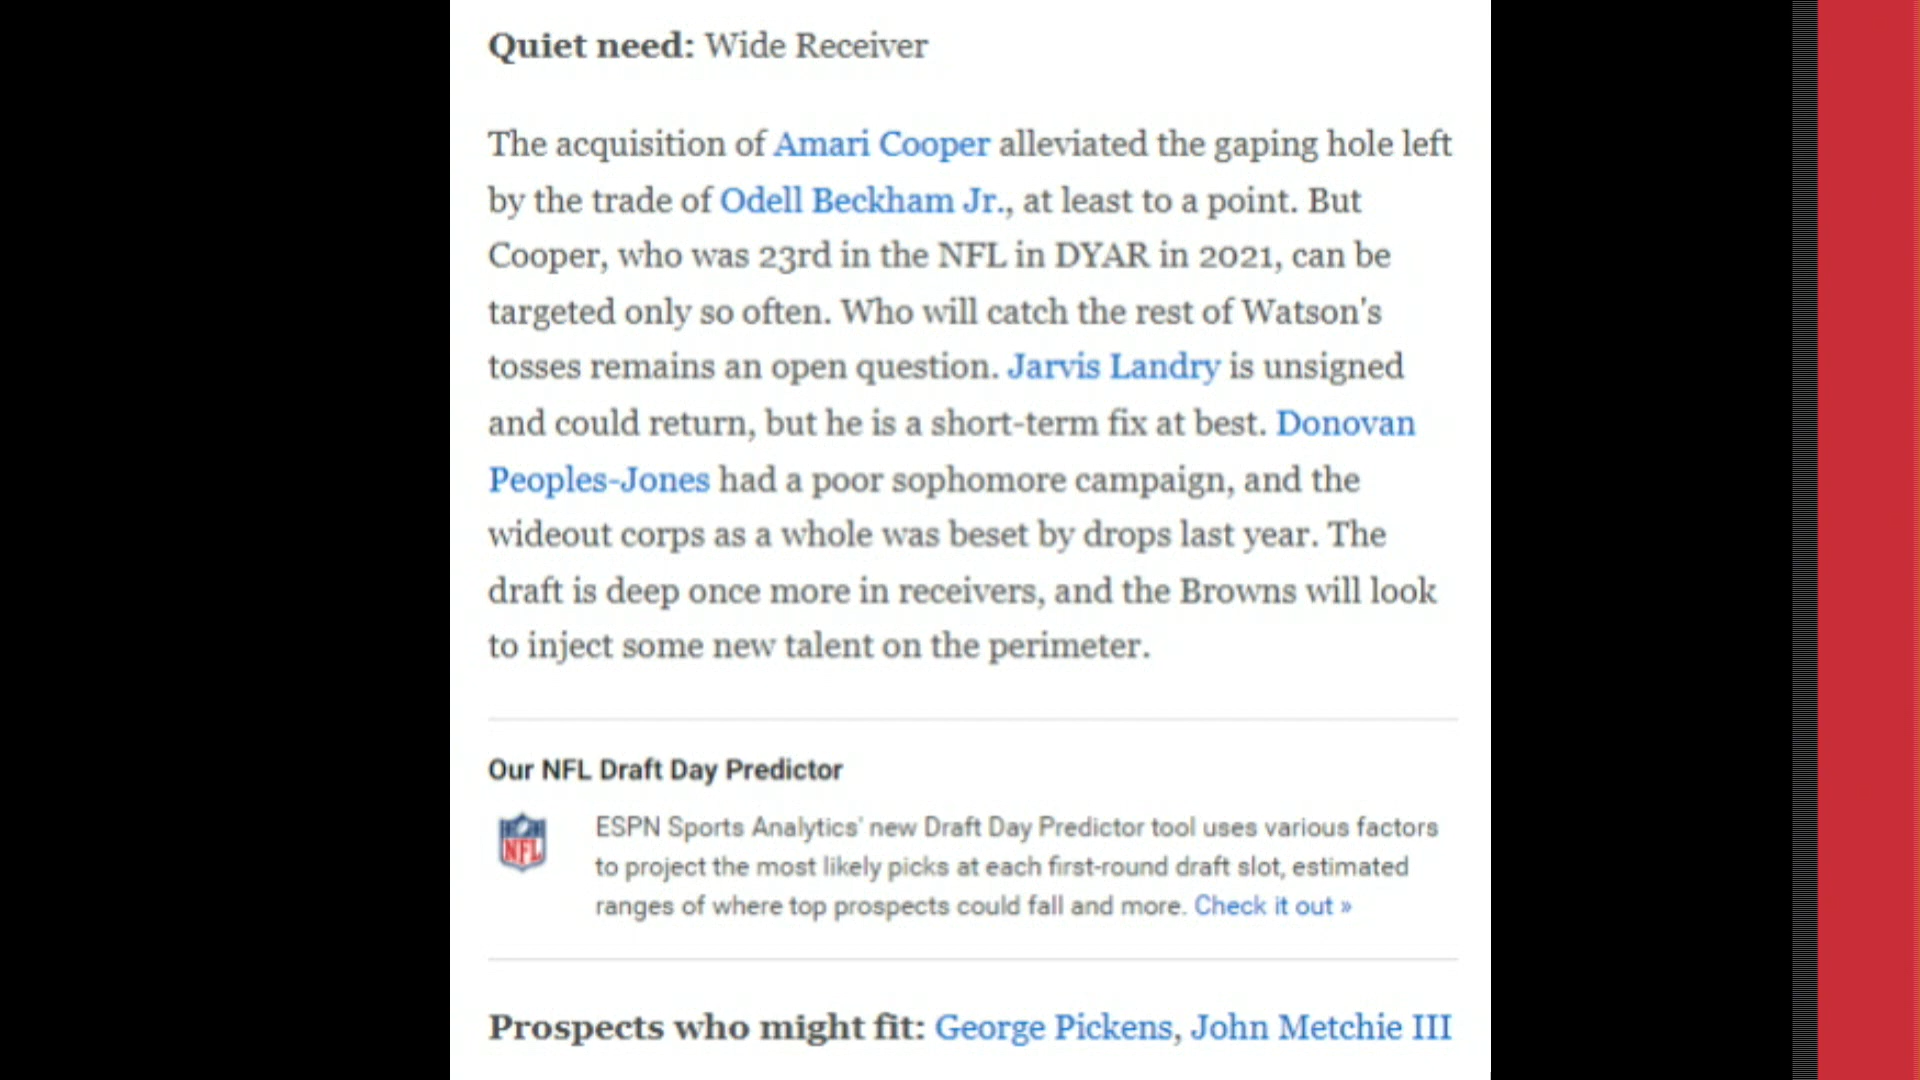 Quiet need: Wide Receiver
The acquisition of Amari Cooper alleviated the gaping hole left
by the trade of Odell Beckham Jr., at least to a point. But
Cooper, who was 23rd in the NFL in DYAR in 2021, can be
targeted only so often. Who will catch the rest of Watson's
tosses remains an open question. Jarvis Landry is unsigned
and could return, but he is a short-term fix at best. Donovan
Peoples-Jones had a poor sophomore campaign, and the
wideout corps as a whole was beset by drops last year. The
draft is deep once more in receivers, and the Browns will look
to inject some new talent on the perimeter.
Our NFL Draft Day Predictor
NFL
ESPN Sports Analytics' new Draft Day Predictor tool uses various factors
to project the most likely picks at each first-round draft slot, estimated
ranges of where top prospects could fall and more. Check it out »
Prospects who might fit: George Pickens, John Metchie III